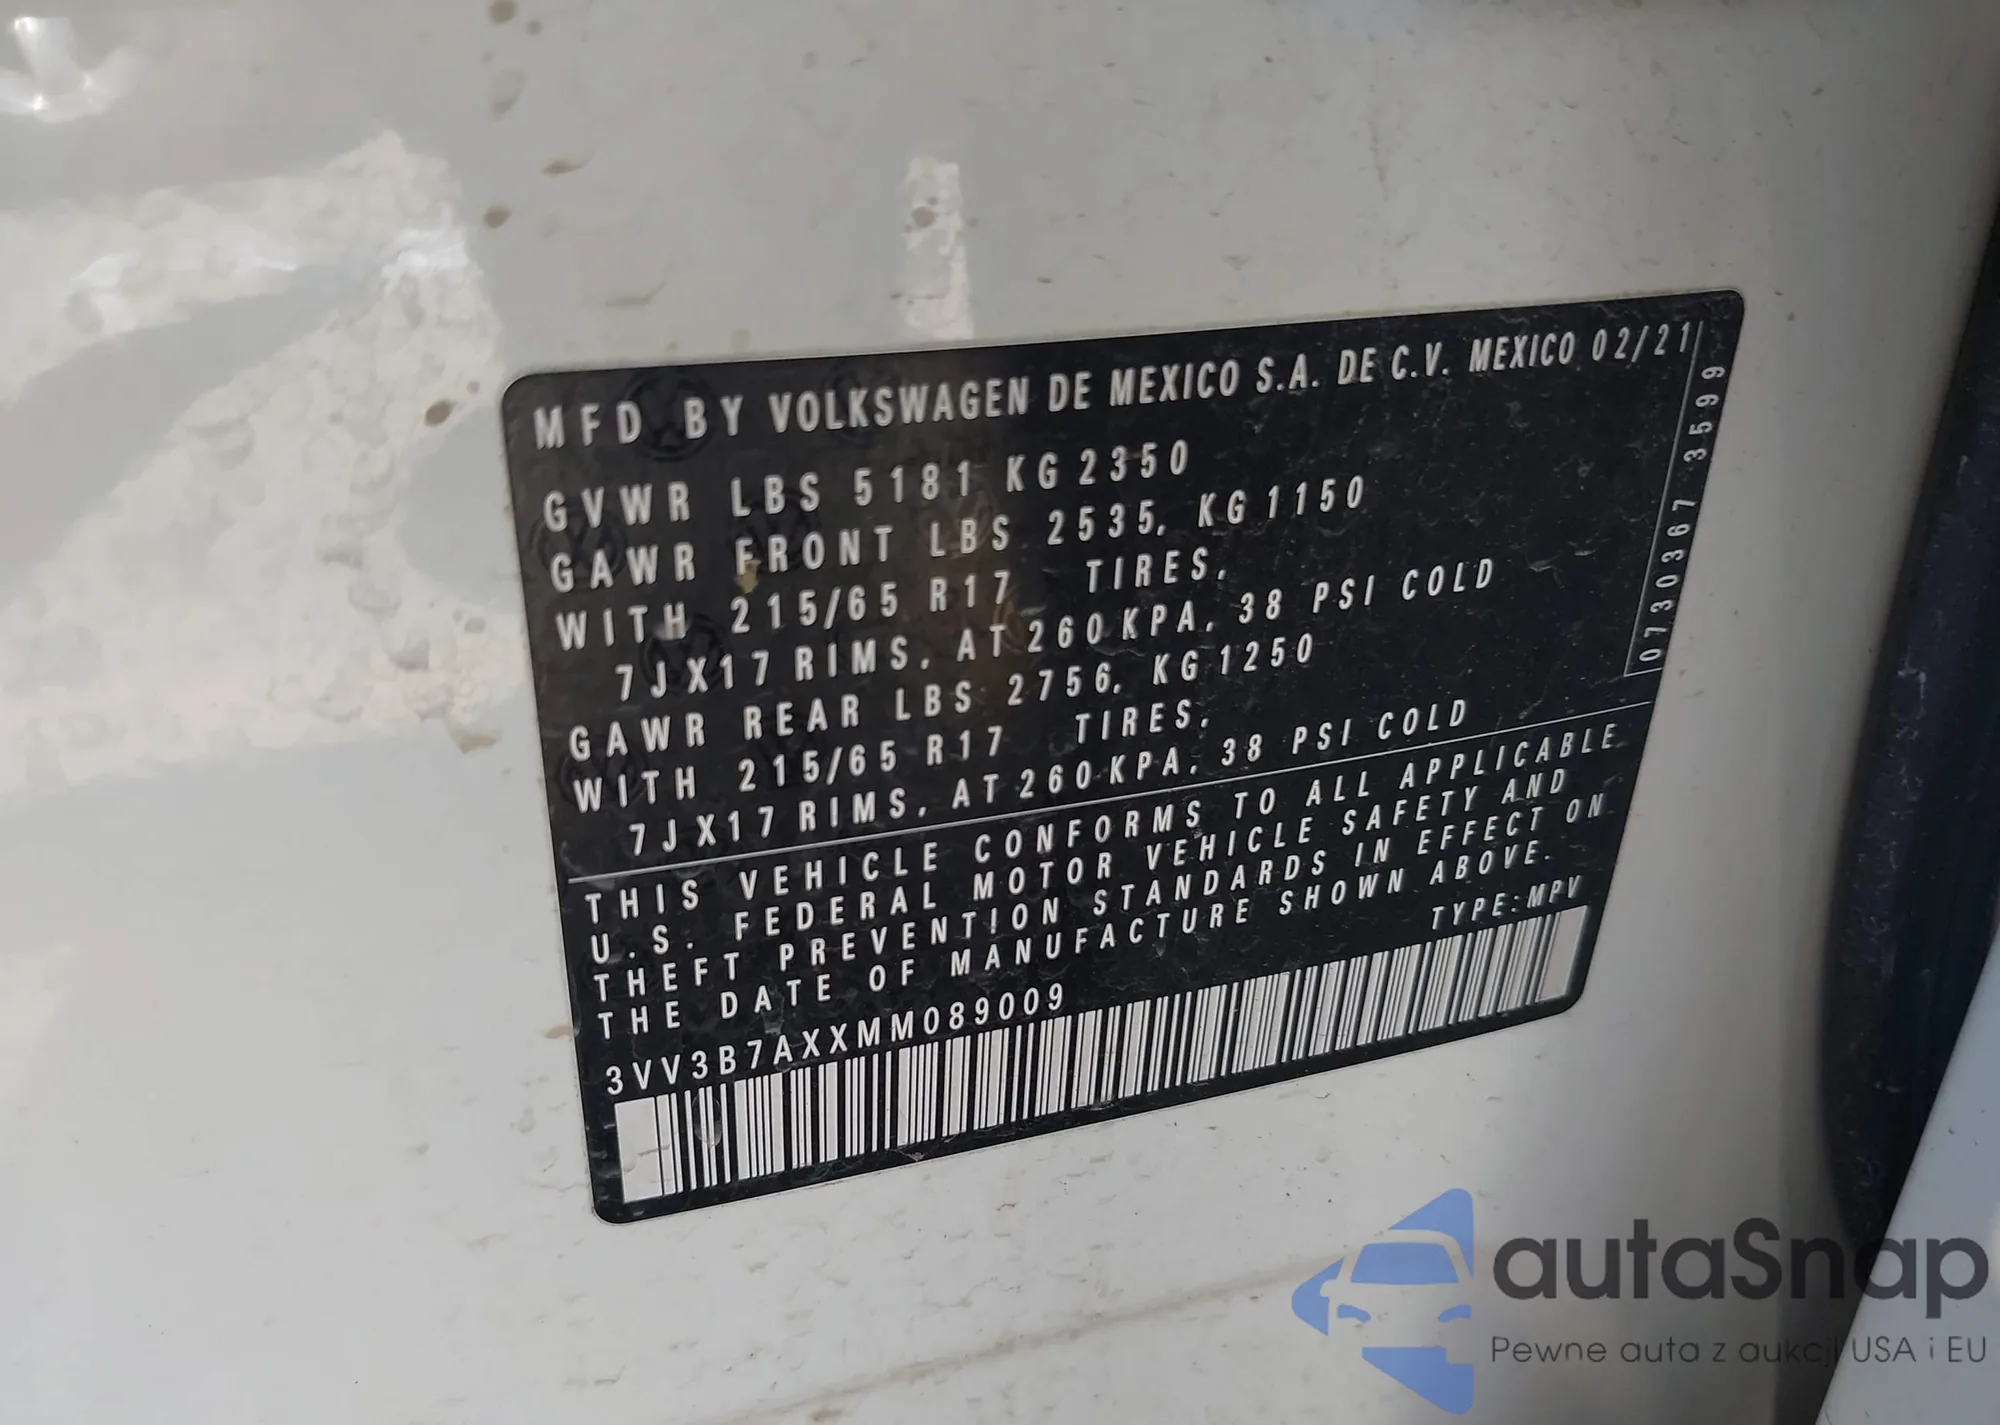 MFD BY VOLKSWAGEN DE MEXICO S.A. DE C.V. MEXICO 02/21
GVWR LBS 5181 KG 2350
GAWR FRONT LBS 2535, KG 1150
WITH 215/65 R17 TIRES,
7JX17 RIMS, AT 260 KPA, 38 PSI COLD
GAWR REAR LBS 2756, KG 1250
WITH 215/65 R17 TIRES,
7JX17 RIMS, AT 260 KPA, 38 PSI COLD
0730367 3599
THIS VEHICLE CONFORMS TO ALL APPLICABLE
U.S. FEDERAL MOTOR VEHICLE SAFETY AND
THEFT PREVENTION STANDARDS IN EFFECT ON
THE DATE OF MANUFACTURE SHOWN ABOVE.
TYPE:MPV
3VV3B7AXXMM089009
autaSnap
Pewne auta z aukcji USA i EU